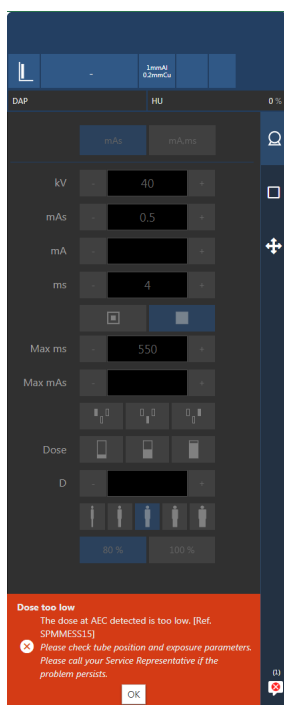 -
1mmAl
0.2mmCu
DAP HU 0 %
mAs mA.ms
kV - 40 +
mAs - 0.5 +
mA - +
ms - 4 +
Max ms - 550 +
Max mAs - +
Dose
D - +
80 % 100 %
Dose too low
The dose at AEC detected is too low. [Ref.
SPMMESS15]
Please check tube position and exposure parameters.
Please call your Service Representative if the
problem persists.
OK
(1)